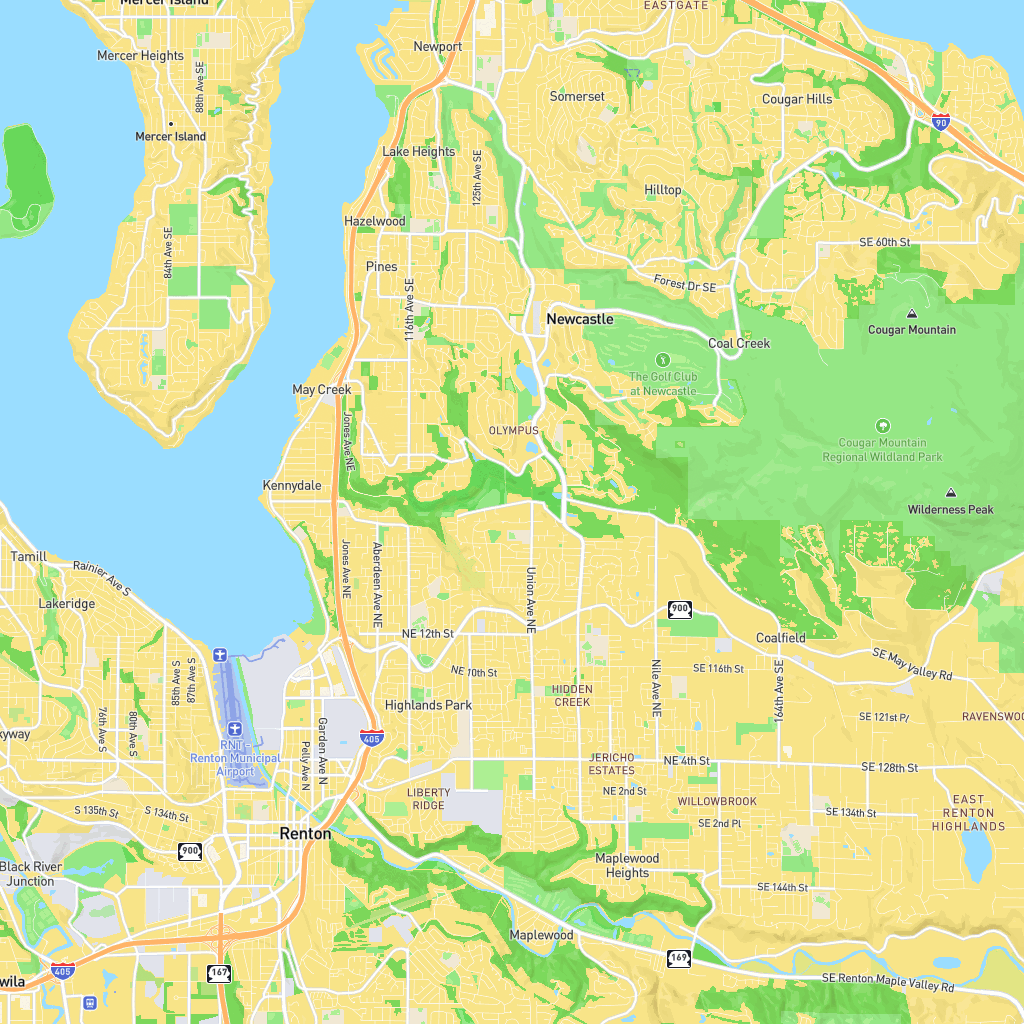 Mercer Island
EASTGATE
Newport
Mercer Heights
88th Ave SE
Somerset
Cougar Hills
90
Mercer Island
Lake Heights
125th Ave SE
Hilltop
Hazelwood
84th Ave SE
SE 60th St
Pines
116th Ave SE
Forest Dr SE
Newcastle
Cougar Mountain
Coal Creek
The Golf Club
at Newcastle
May Creek
Jones Ave NE
OLYMPUS
Cougar Mountain
Regional Wildland Park
Kennydale
Wilderness Peak
Tamill
Rainier Ave S
Jones Ave NE
Aberdeen Ave NE
Union Ave NE
Lakeridge
900
NE 12th St
Coalfield
SE May Valley Rd
85th Ave S
87th Ave S
NE 10th St
Nile Ave NE
SE 116th St
164th Ave SE
HIDDEN
CREEK
76th Ave S
80th Ave S
Highlands Park
SE 121st Pl
RAVENSWOO
kyway
Garden Ave N
Pelly Ave N
405
RNT -
Renton Municipal
Airport
JERICHO
ESTATES
NE 4th St
SE 128th St
LIBERTY
RIDGE
NE 2nd St
WILLOWBROOK
S 135th St
S 134th St
SE 134th St
EAST
RENTON
HIGHLANDS
SE 2nd Pl
Renton
900
Black River
Junction
Maplewood
Heights
SE 144th St
Maplewood
169
405
167
wila
SE Renton Maple Valley Rd